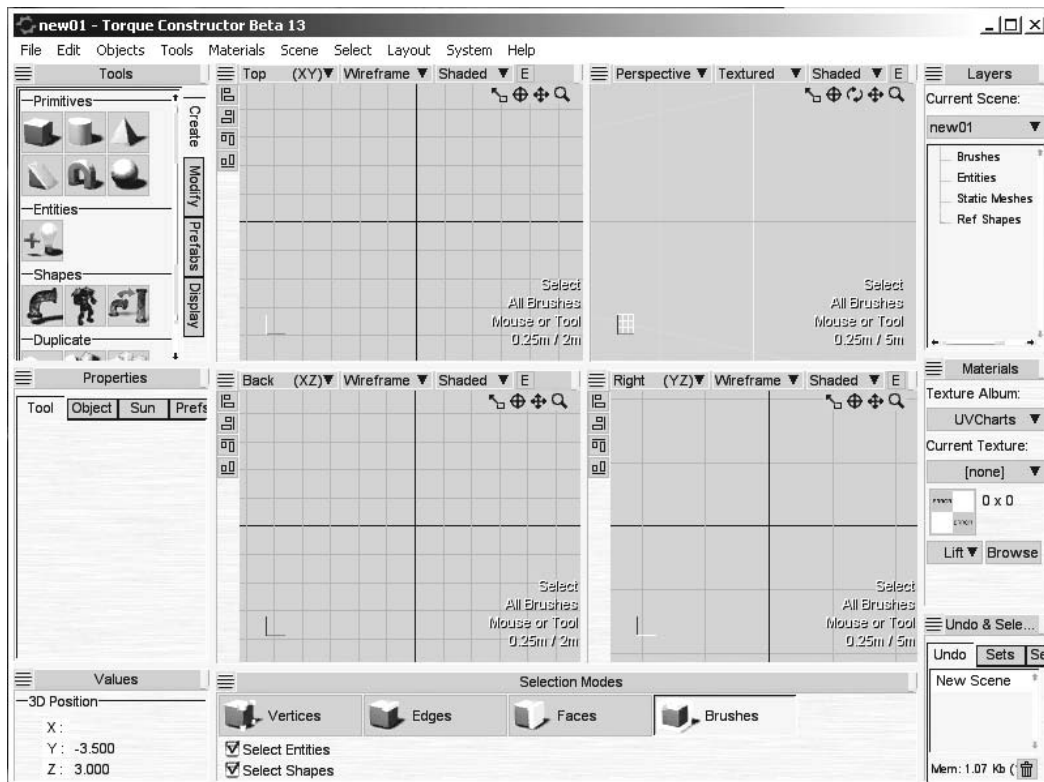 new01 - Torque Constructor Beta 13
File Edit Objects Tools Materials Scene Select Layout System Help
Tools
Primitives
Entities
Shapes
Duplicate
Create
Modify
Prefabs
Display
Top (XY) Wireframe Shaded E
Select
All Brushes
Mouse or Tool
0.25m / 2m
Perspective Textured Shaded E
Select
All Brushes
Mouse or Tool
0.25m / 5m
Layers
Current Scene:
new01
Brushes
Entities
Static Meshes
Ref Shapes
Properties
Tool Object Sun Prefs
Back (XZ) Wireframe Shaded E
Select
All Brushes
Mouse or Tool
0.25m / 2m
Right (YZ) Wireframe Shaded E
Select
All Brushes
Mouse or Tool
0.25m / 5m
Materials
Texture Album:
UVCharts
Current Texture:
[none]
ERROR
ERROR
0 x 0
Lift Browse
Undo & Sele...
Undo Sets Se
New Scene
Mem: 1.07 Kb (
Values
3D Position
X :
Y : -3.500
Z : 3.000
Selection Modes
Vertices Edges Faces Brushes
Select Entities
Select Shapes